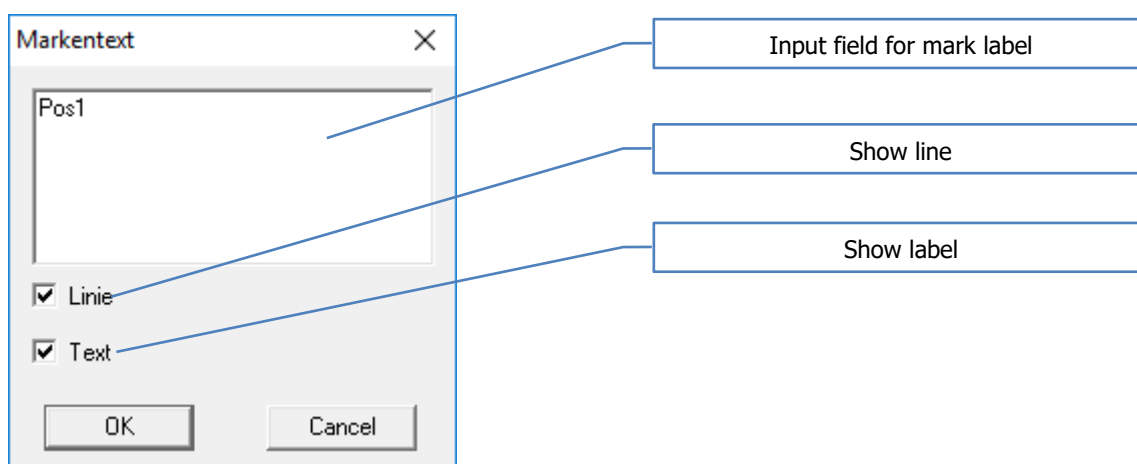 Markentext
Input field for mark label
Pos1
Show line
Show label
Linie
Text
OK
Cancel